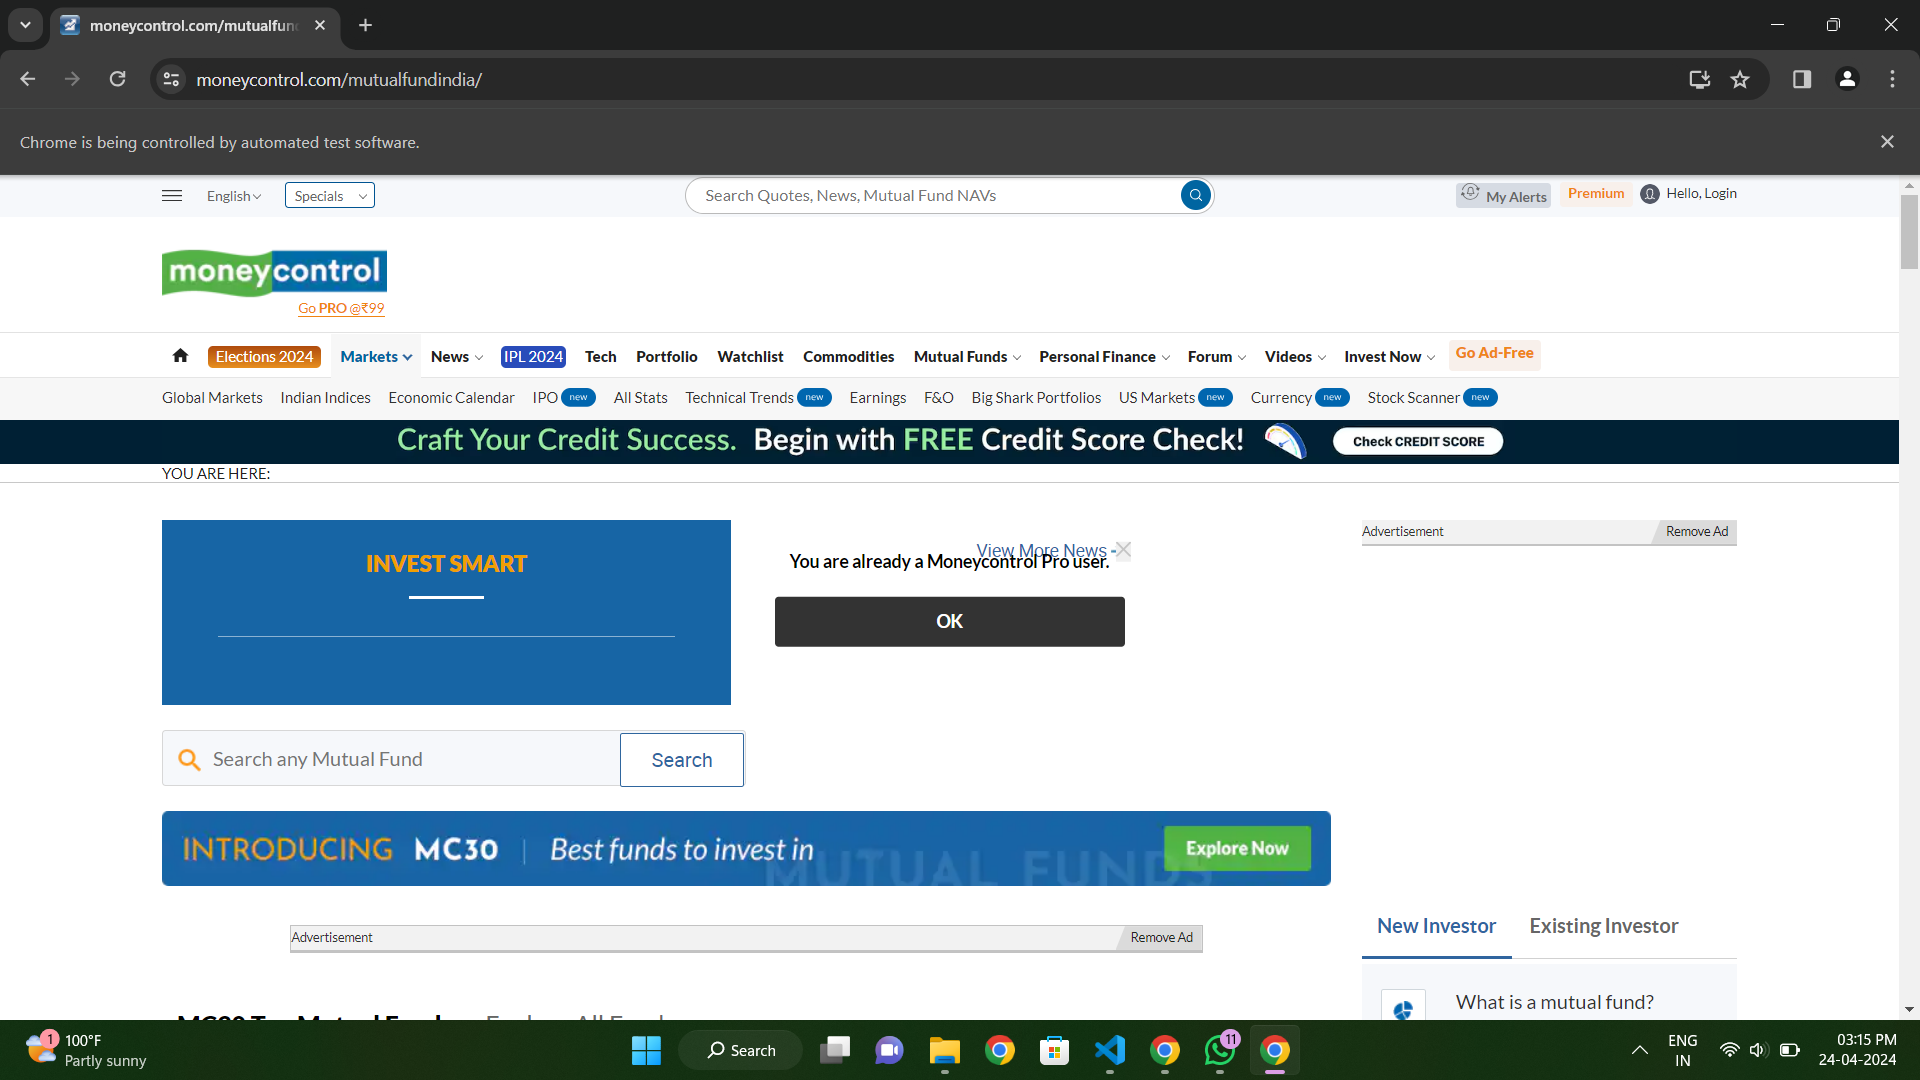 moneycontrol.com/mutualfun
moneycontrol.com/mutualfundindia/
Chrome is being controlled by automated test software.
English
Specials
Search Quotes, News, Mutual Fund NAVs
My Alerts
Premium
Hello, Login
moneycontrol
Go PRO @₹99
Elections 2024
Markets
News
IPL 2024
Tech
Portfolio
Watchlist
Commodities
Mutual Funds
Personal Finance
Forum
Videos
Invest Now
Go Ad-Free
Global Markets
Indian Indices
Economic Calendar
IPO new
All Stats
Technical Trends new
Earnings
F&O
Big Shark Portfolios
US Markets new
Currency new
Stock Scanner new
Craft Your Credit Success. Begin with FREE Credit Score Check!
Check CREDIT SCORE
YOU ARE HERE:
INVEST SMART
View More News -
You are already a Moneycontrol Pro user.
OK
Advertisement
Remove Ad
Search any Mutual Fund
Search
INTRODUCING MC30 | Best funds to invest in
MUTUAL FUNDS
Explore Now
Advertisement
Remove Ad
New Investor
Existing Investor
What is a mutual fund?
1
100°F
Partly sunny
Search
11
ENG
IN
03:15 PM
24-04-2024